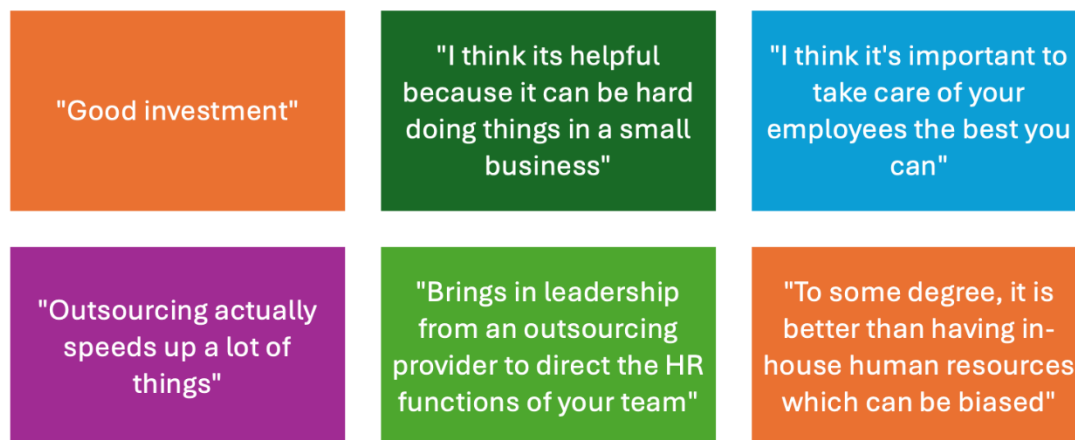 "Good investment"
"I think its helpful
because it can be hard
doing things in a small
business"
"I think it's important to
take care of your
employees the best you
can"
"Outsourcing actually
speeds up a lot of
things"
"Brings in leadership
from an outsourcing
provider to direct the HR
functions of your team"
"To some degree, it is
better than having in-
house human resources
which can be biased"